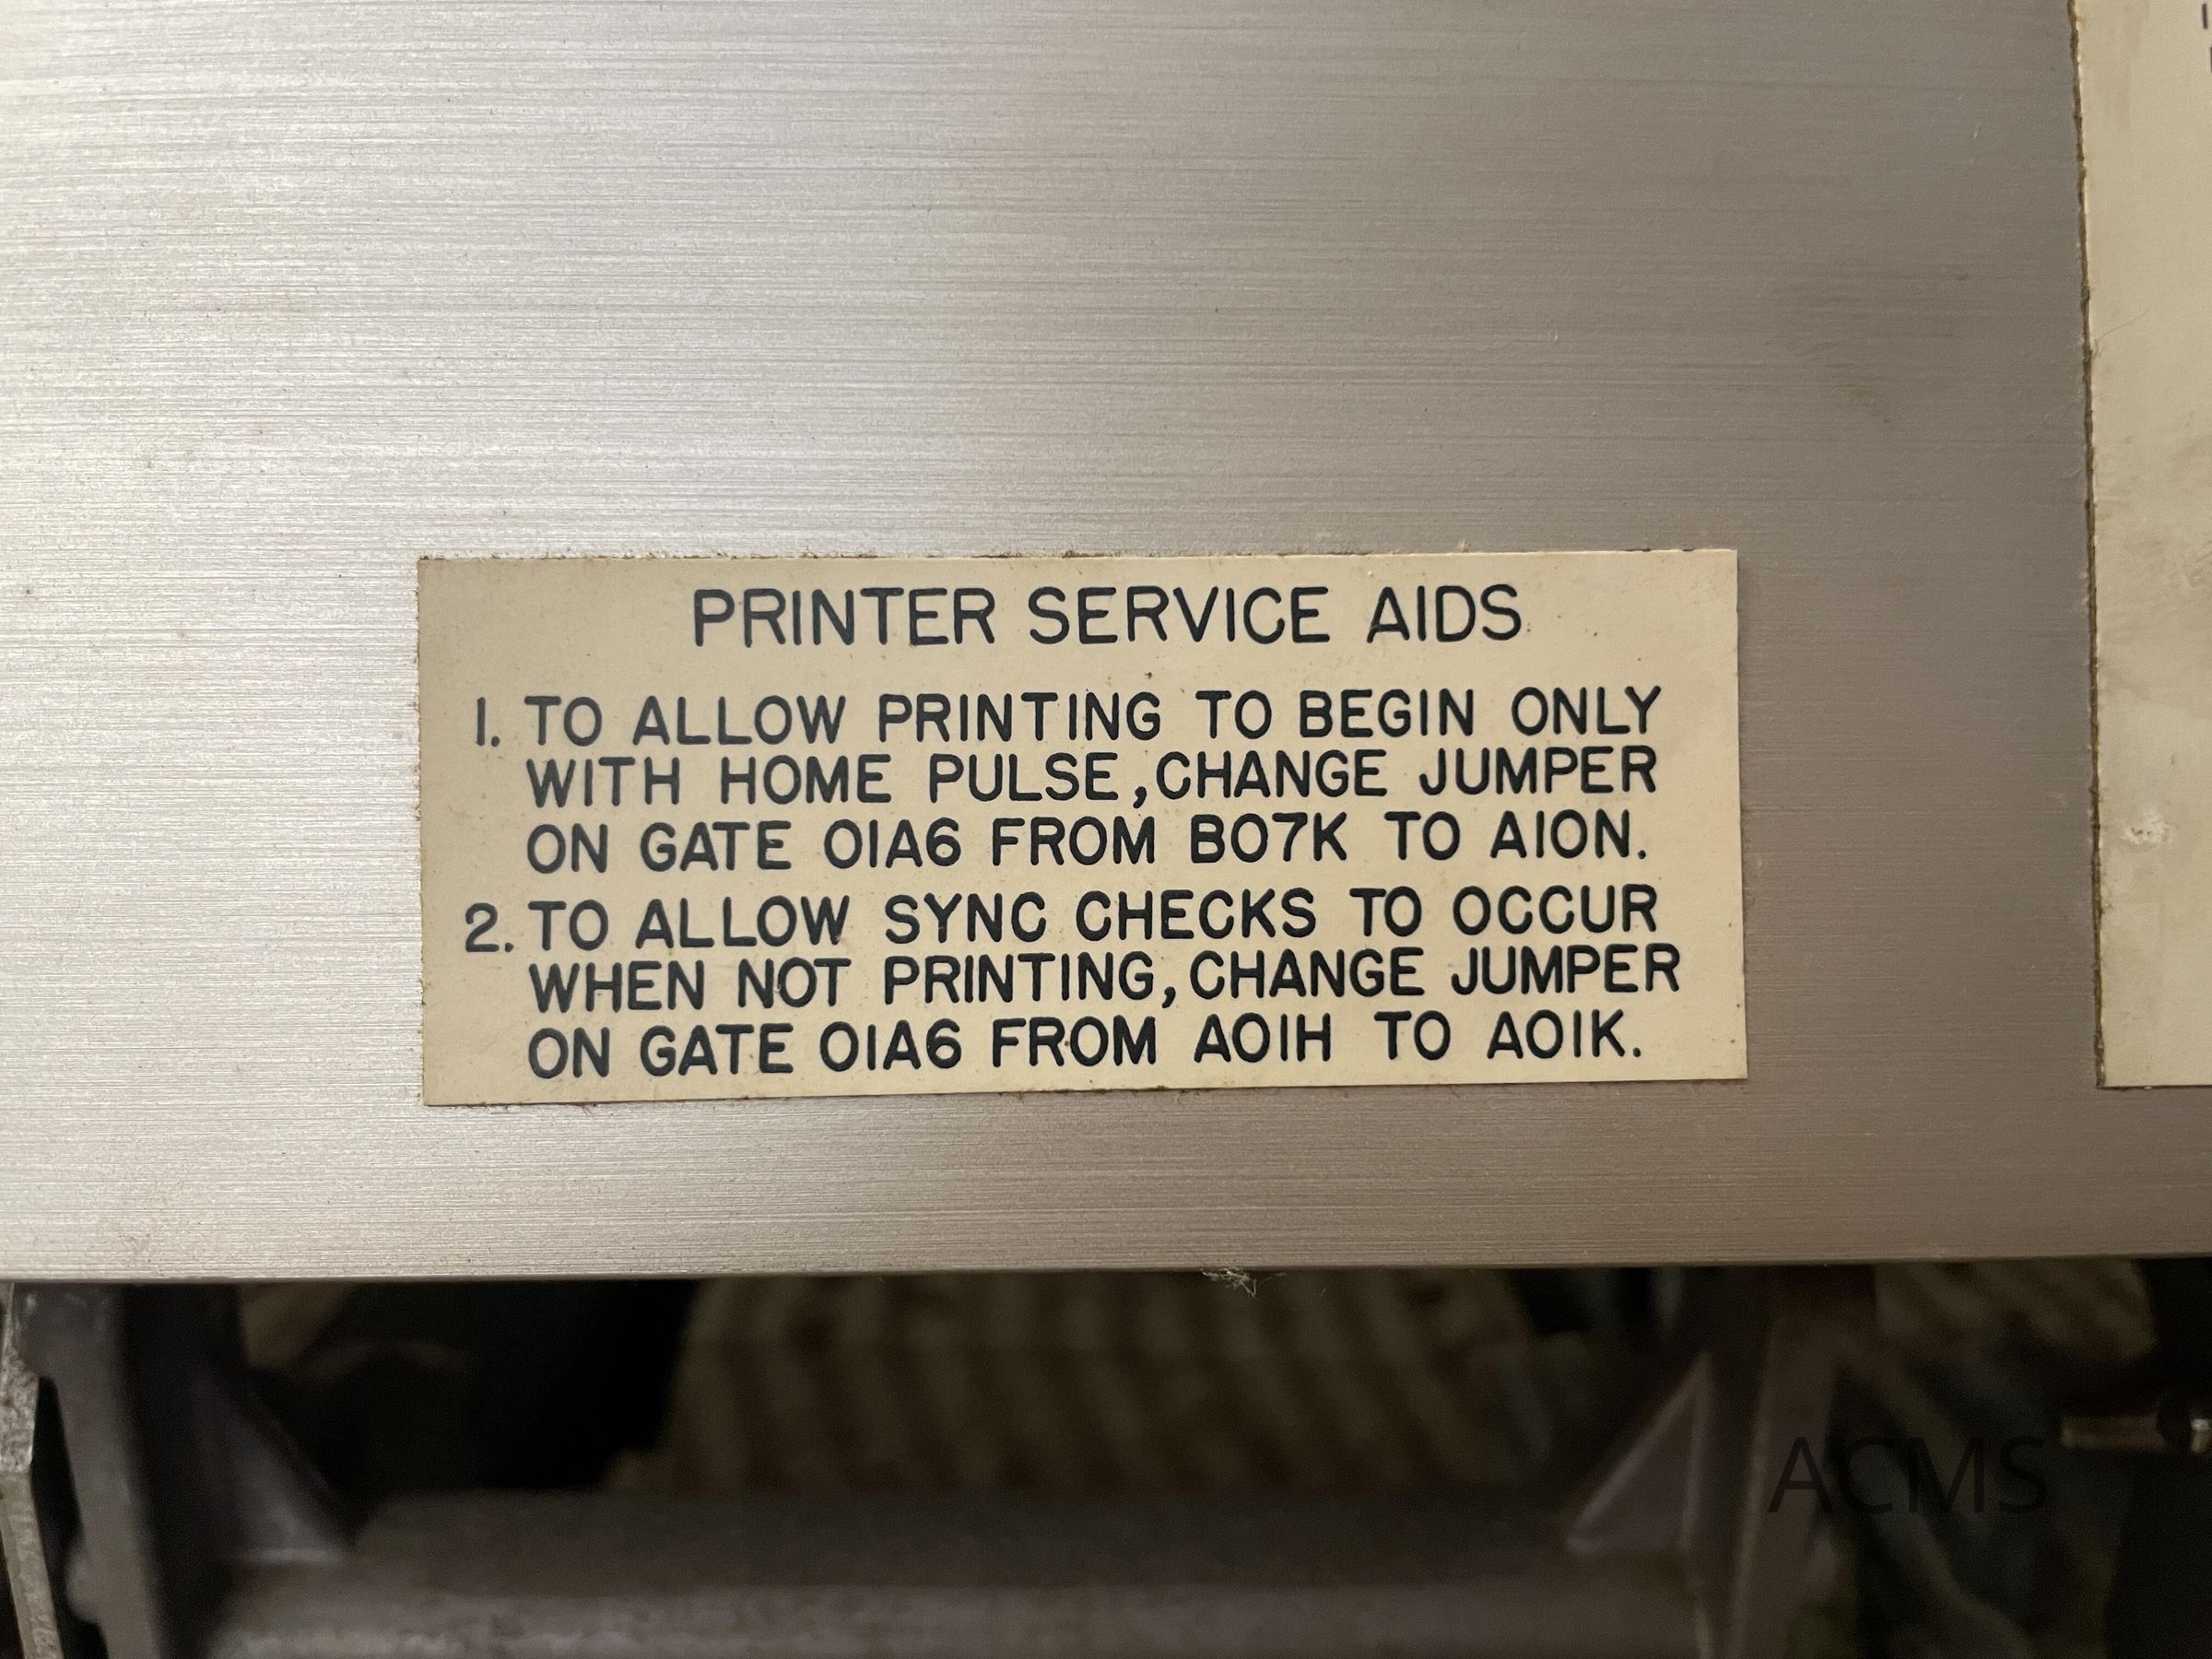 PRINTER SERVICE AIDS
1. TO ALLOW PRINTING TO BEGIN ONLY
WITH HOME PULSE, CHANGE JUMPER
ON GATE 01A6 FROM B07K TO A10N.
2. TO ALLOW SYNC CHECKS TO OCCUR
WHEN NOT PRINTING, CHANGE JUMPER
ON GATE 01A6 FROM A01H TO A01K.
ACMS